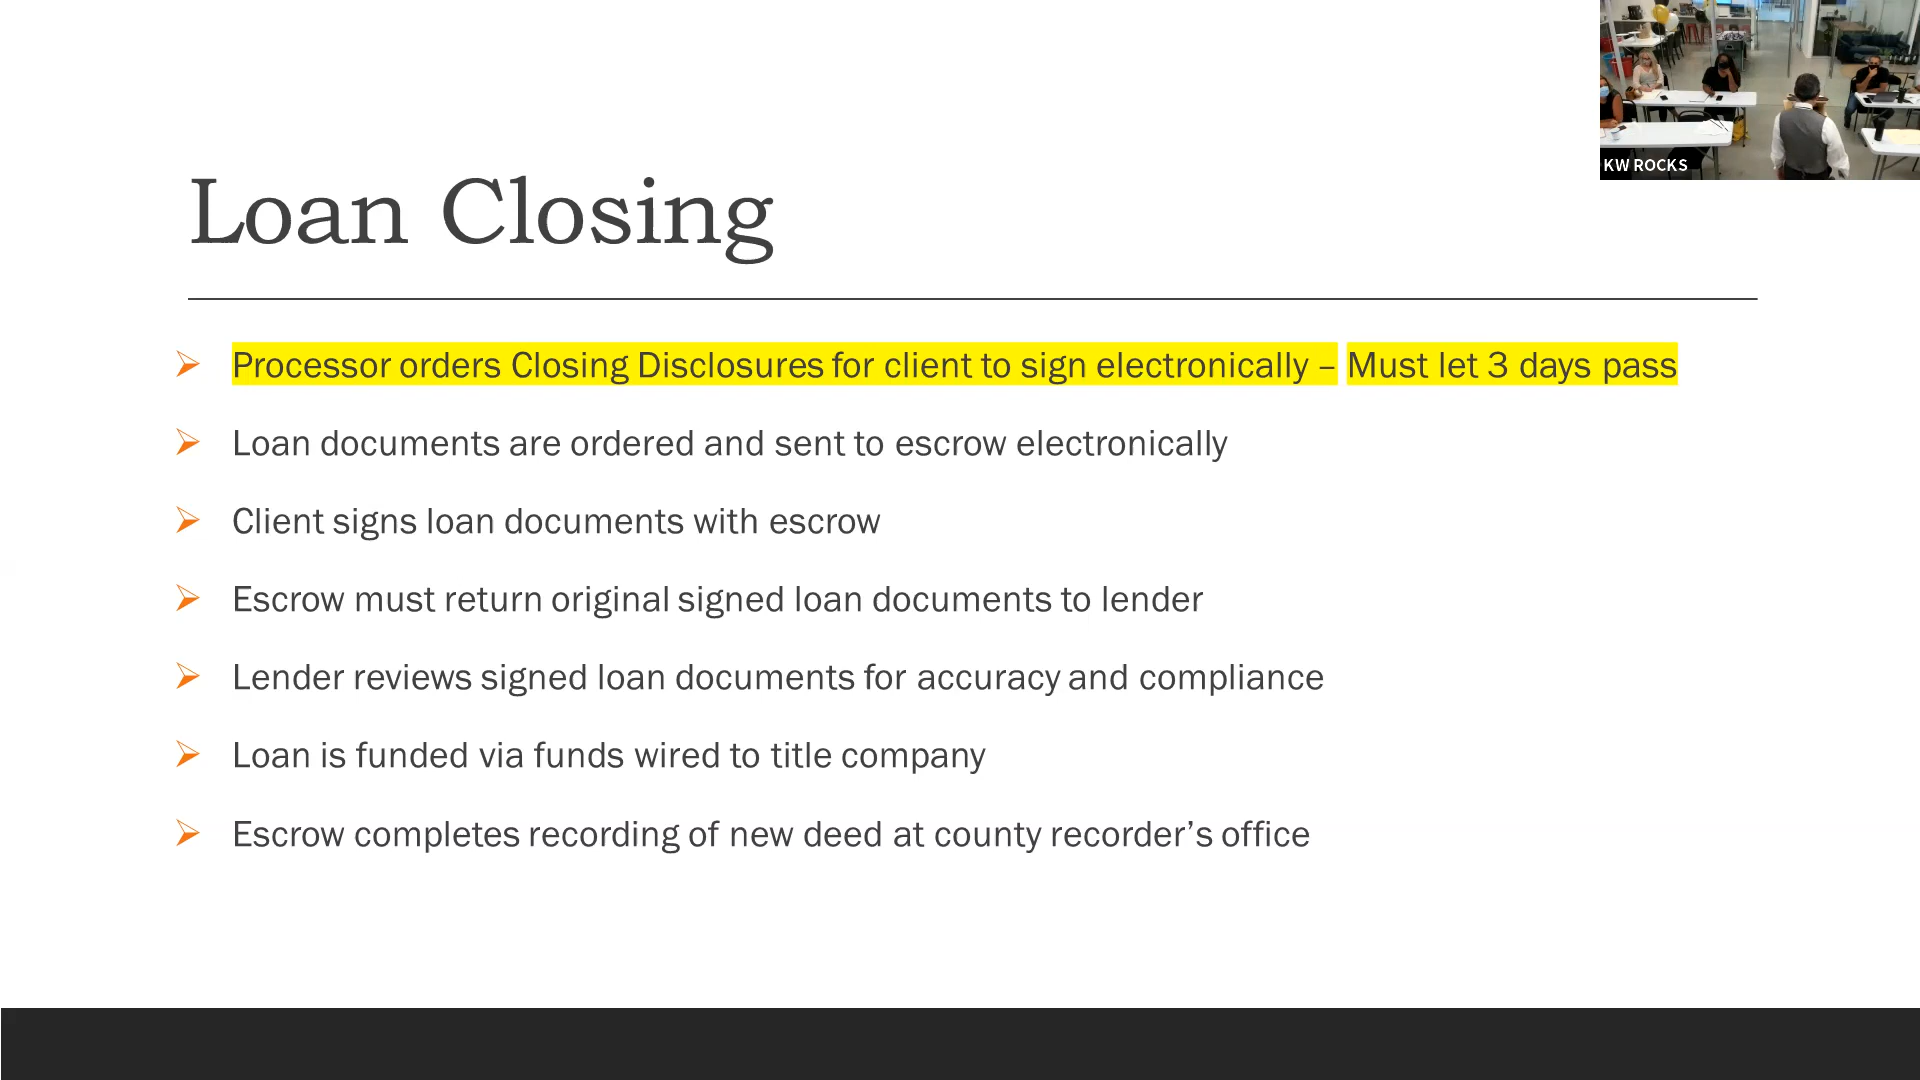 KW ROCKS
Loan Closing
Processor orders Closing Disclosures for client to sign electronically – Must let 3 days pass
Loan documents are ordered and sent to escrow electronically
Client signs loan documents with escrow
Escrow must return original signed loan documents to lender
Lender reviews signed loan documents for accuracy and compliance
Loan is funded via funds wired to title company
Escrow completes recording of new deed at county recorder’s office